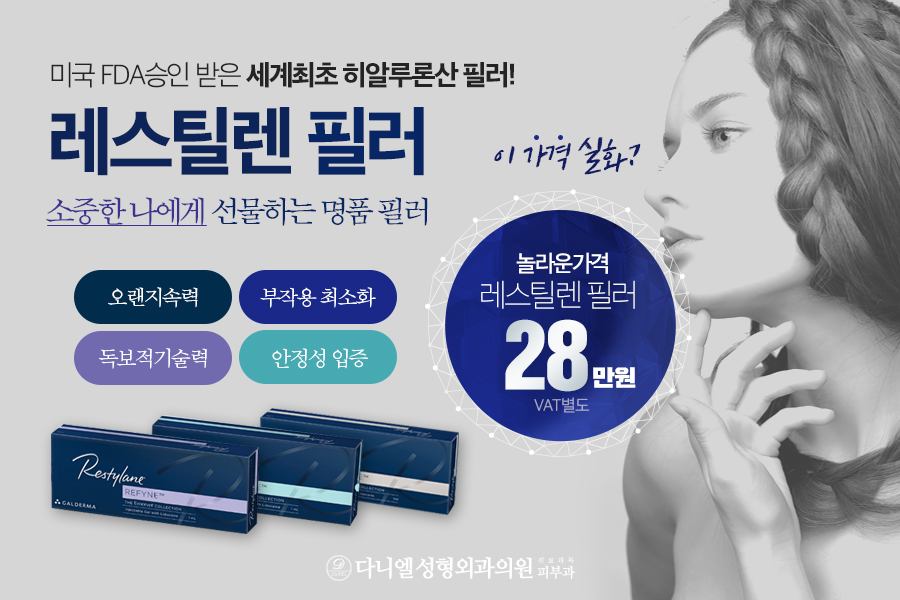 미국 FDA승인 받은 세계최초 히알루론산 필러!
레스틸렌 필러
소중한 나에게 선물하는 명품 필러
이 가격 실화?
오랜지속력
부작용 최소화
독보적기술력
안정성 입증
놀라운가격
레스틸렌 필러
28만원
VAT별도
Restylane
REFYNE™
GALDERMA
다니엘성형외과의원
진료과목
피부과